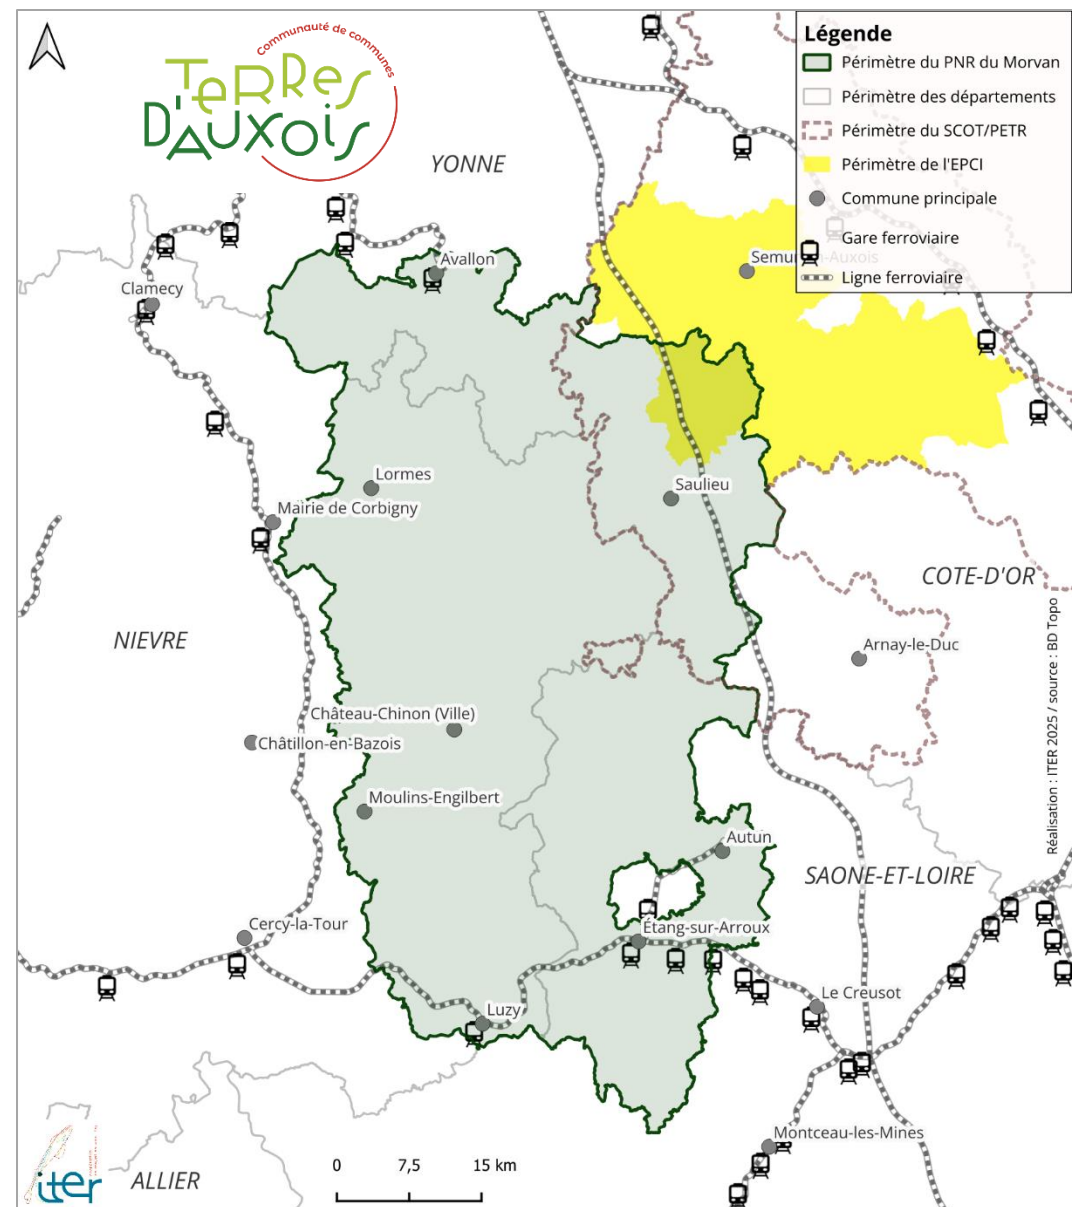 Communauté de communes
TERRES
D'AUXOIS
Légende
Périmètre du PNR du Morvan
Périmètre des départements
Périmètre du SCOT/PETR
Périmètre de l'EPCI
Commune principale
Gare ferroviaire
Ligne ferroviaire
YONNE
Avallon
Semur-en-Auxois
Clamecy
Lormes
Saulieu
Mairie de Corbigny
COTE-D'OR
NIEVRE
Arnay-le-Duc
Château-Chinon (Ville)
Châtillon-en-Bazois
Moulins-Engilbert
Autun
SAONE-ET-LOIRE
Cercy-la-Tour
Étang-sur-Arroux
Le Creusot
Luzy
Montceau-les-Mines
ALLIER
0 7,5 15 km
iter
Réalisation : ITER 2025 / source : BD Topo